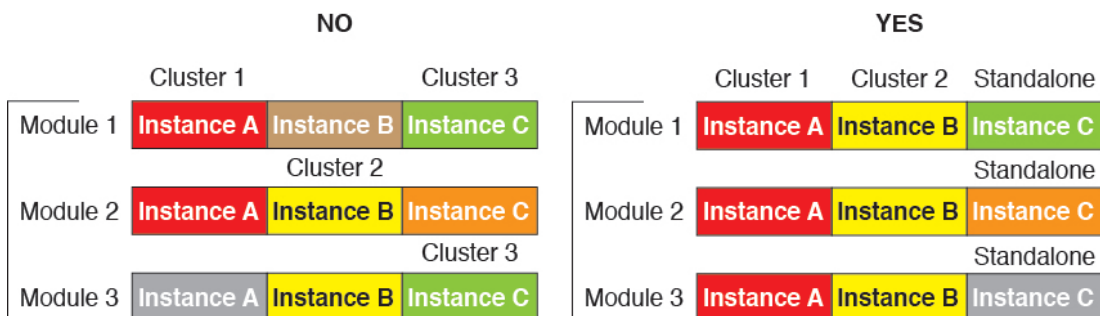 NO
Cluster 1 Cluster 3
Module 1 Instance A Instance B Instance C
Cluster 2
Module 2 Instance A Instance B Instance C
Cluster 3
Module 3 Instance A Instance B Instance C
YES
Cluster 1 Cluster 2 Standalone
Module 1 Instance A Instance B Instance C
Standalone
Module 2 Instance A Instance B Instance C
Standalone
Module 3 Instance A Instance B Instance C